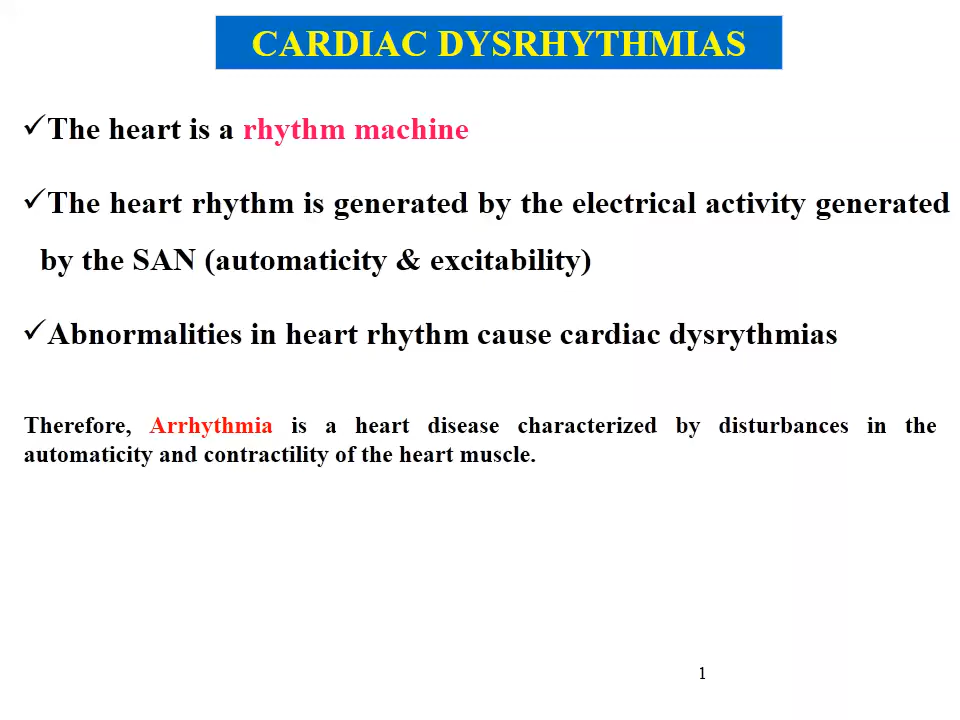 CARDIAC DYSRHYTHMIAS
✓The heart is a rhythm machine
✓The heart rhythm is generated by the electrical activity generated
by the SAN (automaticity & excitability)
✓Abnormalities in heart rhythm cause cardiac dysrythmias
Therefore, Arrhythmia is a heart disease characterized by disturbances in the
automaticity and contractility of the heart muscle.
1